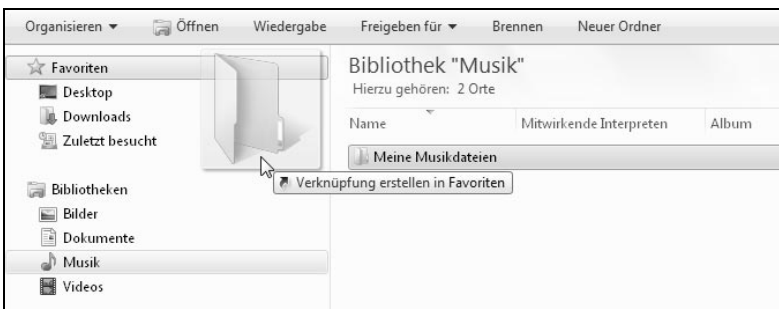 Organisieren Öffnen Wiedergabe Freigeben für Brennen Neuer Ordner
Favoriten
Desktop
Downloads
Zuletzt besucht
Bibliotheken
Bilder
Dokumente
Musik
Videos
Bibliothek "Musik"
Hierzu gehören: 2 Orte
Name Mitwirkende Interpreten Album
Meine Musikdateien
Verknüpfung erstellen in Favoriten